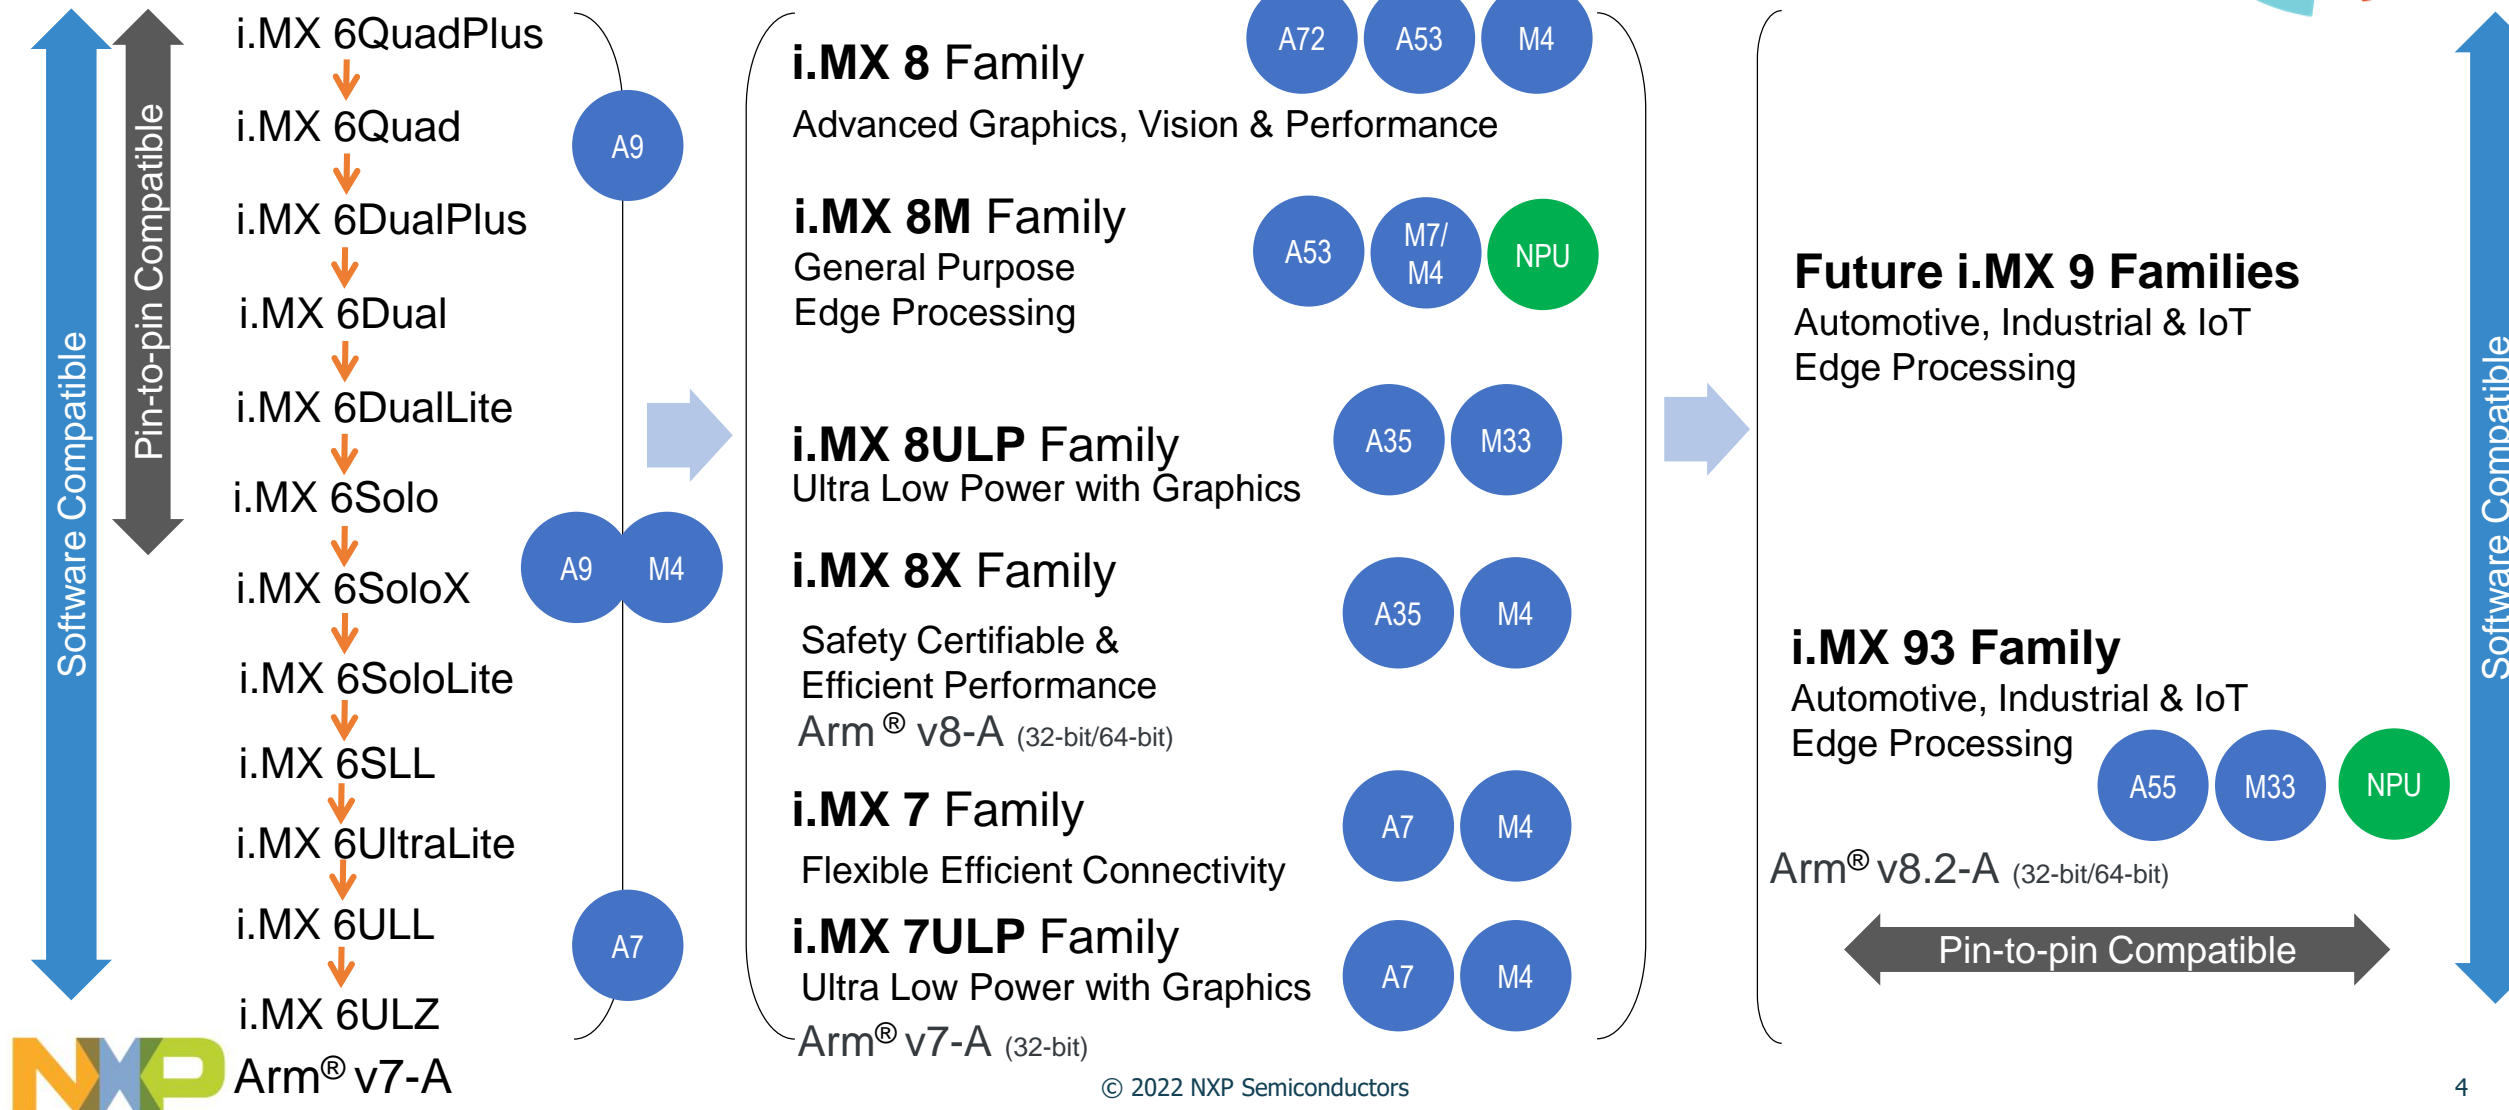 Software Compatible
Pin-to-pin Compatible
i.MX 6QuadPlus
i.MX 6Quad
i.MX 6DualPlus
i.MX 6Dual
i.MX 6DualLite
i.MX 6Solo
i.MX 6SoloX
i.MX 6SoloLite
i.MX 6SLL
i.MX 6UltraLite
i.MX 6ULL
i.MX 6ULZ
Arm® v7-A
A9
A9 M4
A7
i.MX 8 Family
A72 A53 M4
Advanced Graphics, Vision & Performance
i.MX 8M Family
General Purpose
Edge Processing
A53
M7/
M4
NPU
i.MX 8ULP Family
Ultra Low Power with Graphics
A35 M33
i.MX 8X Family
Safety Certifiable &
Efficient Performance
A35 M4
Arm ® v8-A (32-bit/64-bit)
i.MX 7 Family
Flexible Efficient Connectivity
A7 M4
i.MX 7ULP Family
Ultra Low Power with Graphics
A7 M4
Arm® v7-A (32-bit)
Future i.MX 9 Families
Automotive, Industrial & IoT
Edge Processing
i.MX 93 Family
Automotive, Industrial & IoT
Edge Processing
A55 M33 NPU
Arm® v8.2-A (32-bit/64-bit)
Pin-to-pin Compatible
Software Compatible
NXP
© 2022 NXP Semiconductors
4